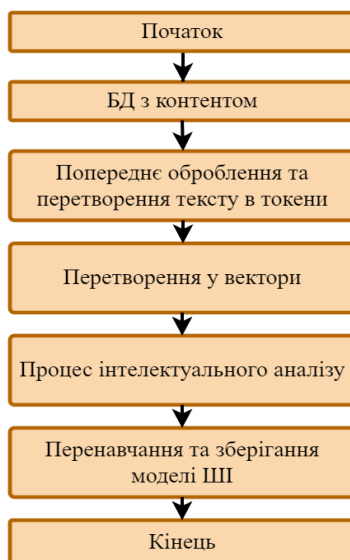 Початок
БД з контентом
Попереднє оброблення та
перетворення тексту в токени
Перетворення у вектори
Процес інтелектуального аналізу
Перенавчання та зберігання
моделі ШІ
Кінець